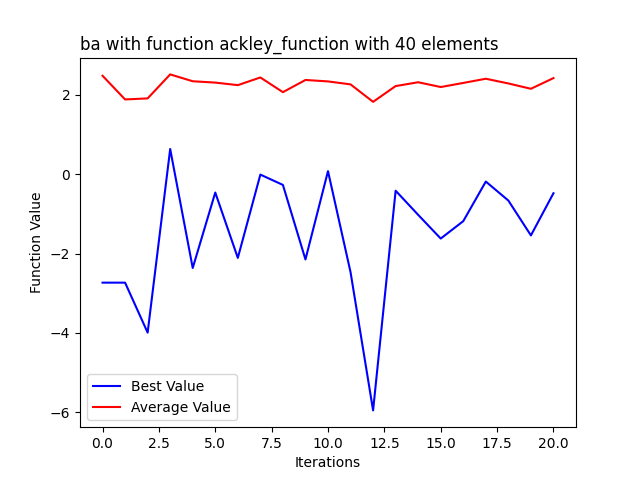 ba with function ackley_function with 40 elements
Function Value
2
0
−2
−4
−6
Best Value
Average Value
0.0 2.5 5.0 7.5 10.0 12.5 15.0 17.5 20.0
Iterations